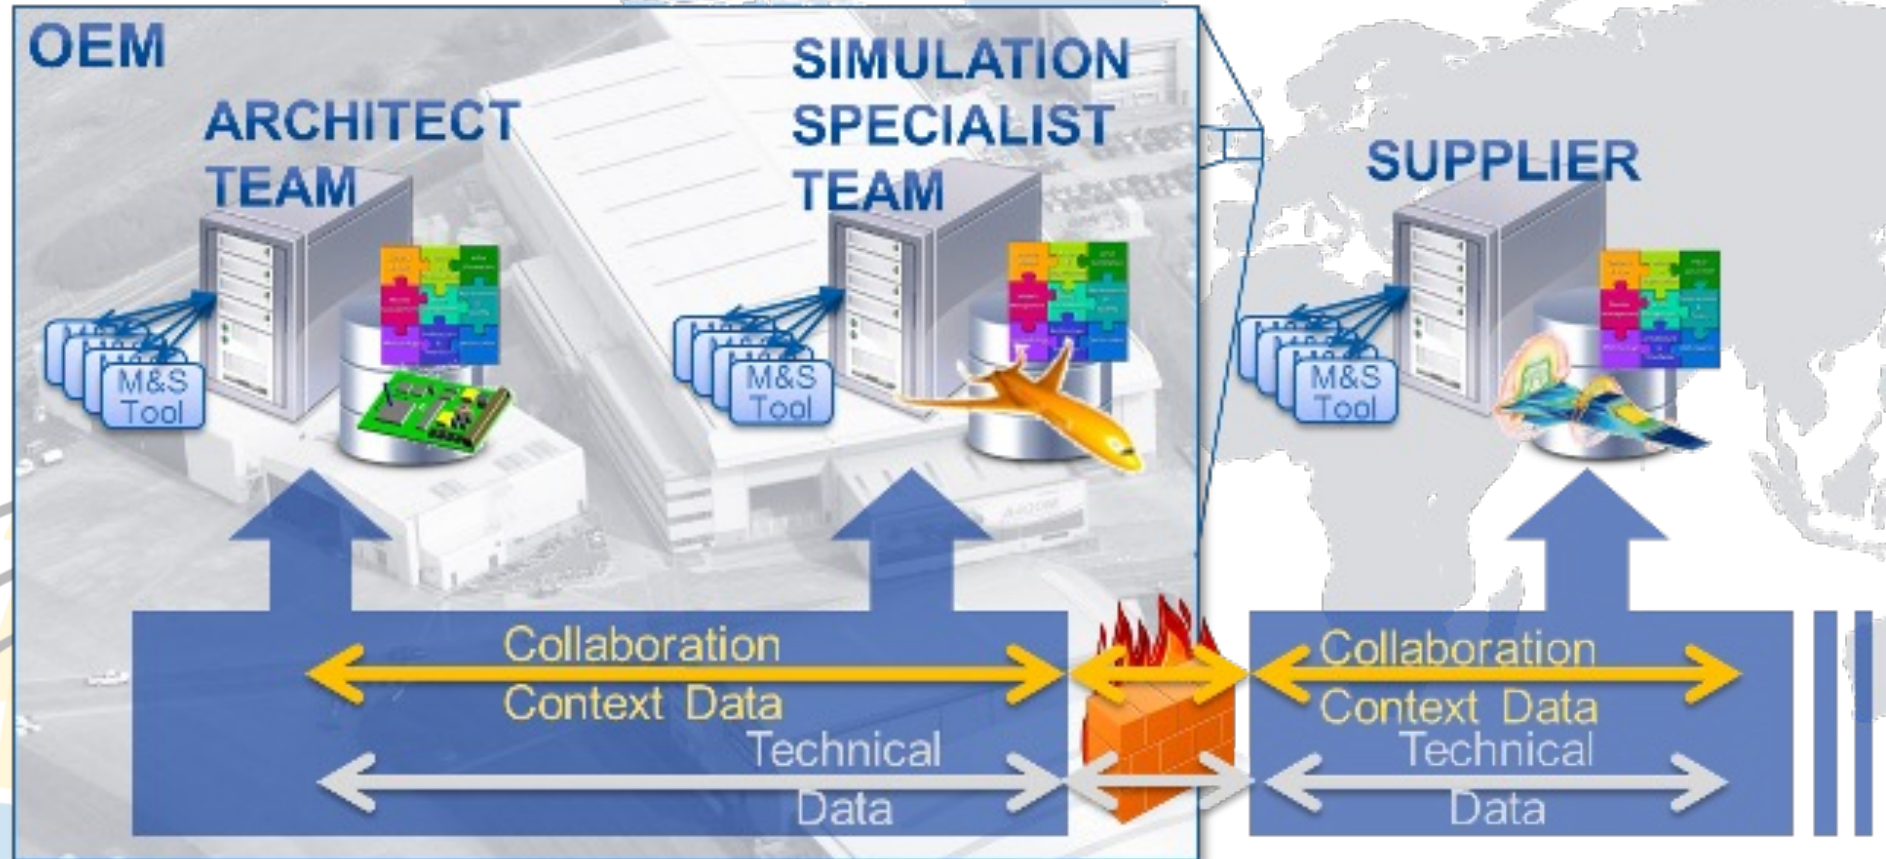 OEM
ARCHITECT
TEAM
SIMULATION
SPECIALIST
TEAM
SUPPLIER
M&S
Tool
M&S
Tool
M&S
Tool
Collaboration
Context Data
Technical
Data
Collaboration
Context Data
Technical
Data